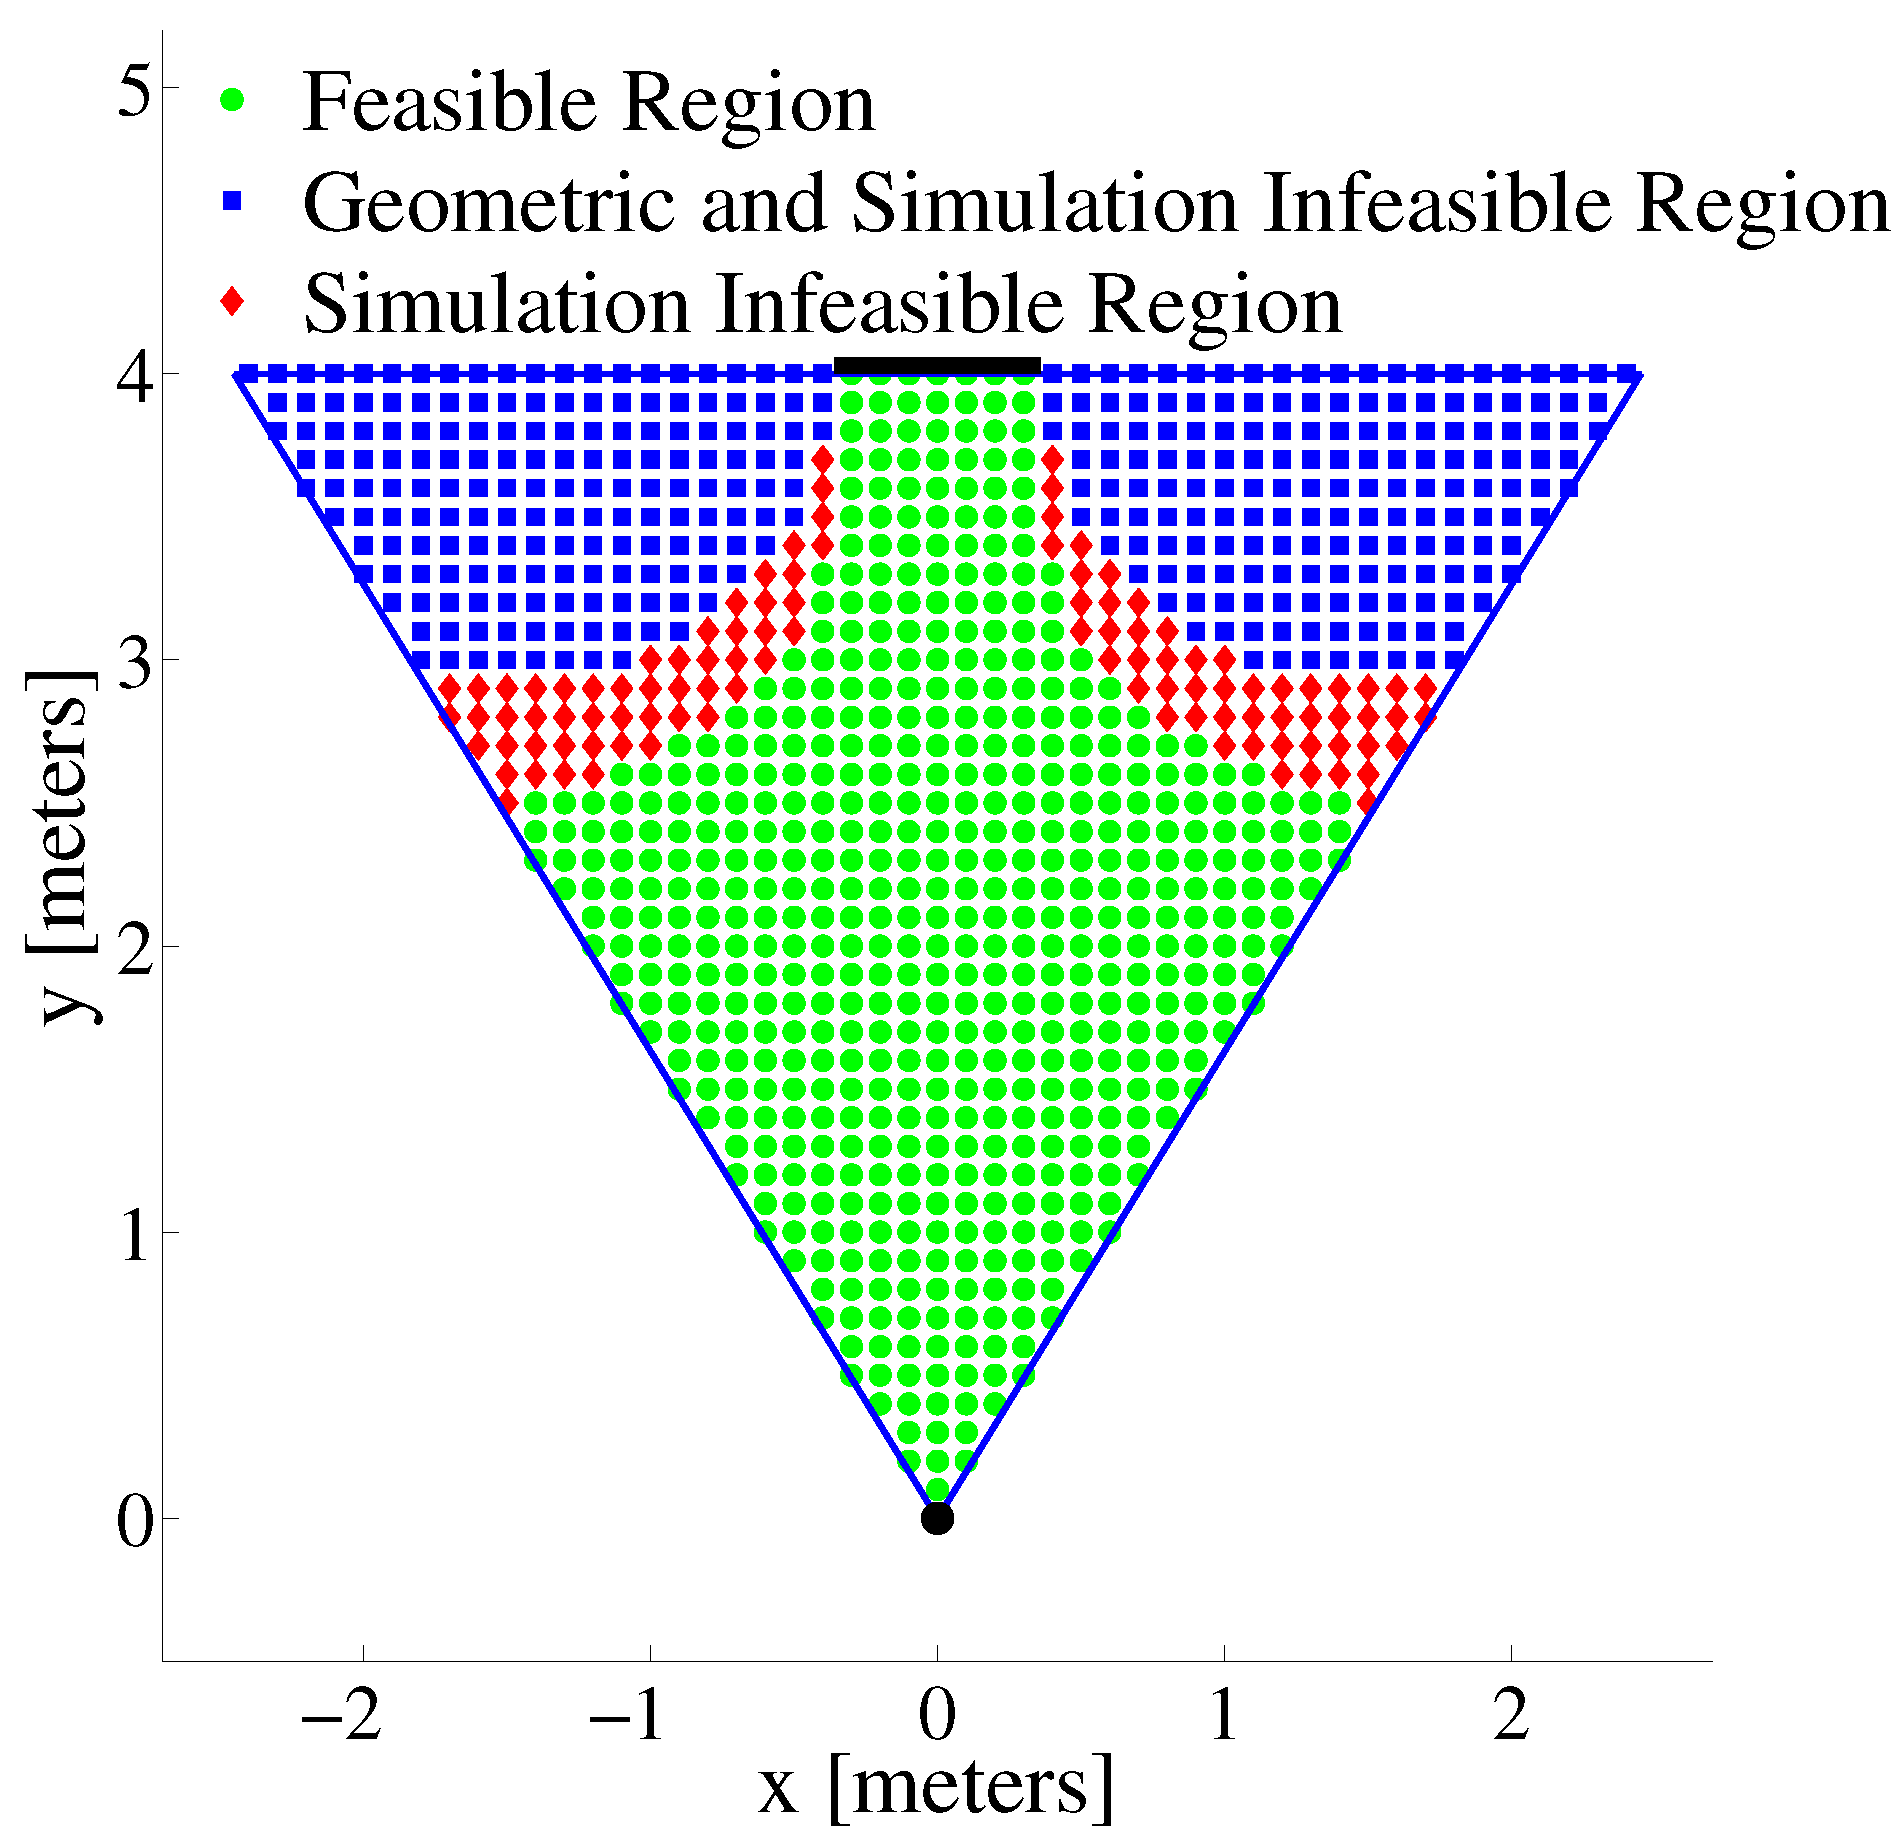 5
Feasible Region
Geometric and Simulation Infeasible Region
Simulation Infeasible Region
4
3
2
1
0
y [meters]
−2 −1 0 1 2
x [meters]